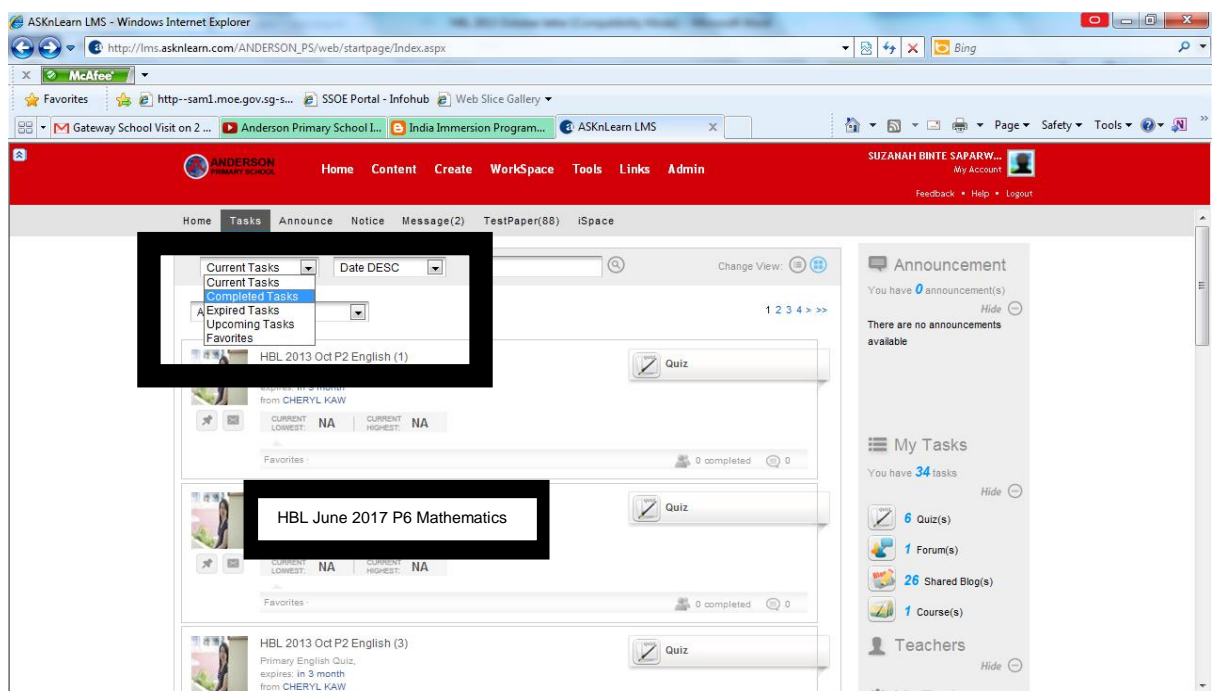 ASKnLearn LMS - Windows Internet Explorer
http://lms.asknlearn.com/ANDERSON_PS/web/startpage/Index.aspx
Bing
X McAfee
Favorites http--sam1.moe.gov.sg-s... SSOE Portal - Infohub Web Slice Gallery
Gateway School Visit on 2 ... Anderson Primary School I... India Immersion Program... ASKnLearn LMS X Page Safety Tools
ANDERSON PRIMARY SCHOOL
Home Content Create WorkSpace Tools Links Admin
SUZANAH BINTE SAPARW...
My Account
Feedback • Help • Logout
Home Tasks Announce Notice Message(2) TestPaper(88) iSpace
Current Tasks Date DESC Change View:
Current Tasks
Completed Tasks
Expired Tasks
Upcoming Tasks
Favorites
1 2 3 4 > >>
HBL 2013 Oct P2 English (1)
Quiz
expires: in 3 month
from CHERYL KAW
CURRENT LOWEST: NA CURRENT HIGHEST: NA
Favorites ·
0 completed 0
HBL June 2017 P6 Mathematics
Quiz
CURRENT LOWEST: NA CURRENT HIGHEST: NA
Favorites ·
0 completed 0
HBL 2013 Oct P2 English (3)
Quiz
Primary English Quiz,
expires: in 3 month
from CHERYL KAW
Announcement
You have 0 announcement(s)
Hide
There are no announcements
available
My Tasks
You have 34 tasks
Hide
6 Quiz(s)
1 Forum(s)
26 Shared Blog(s)
1 Course(s)
Teachers
Hide